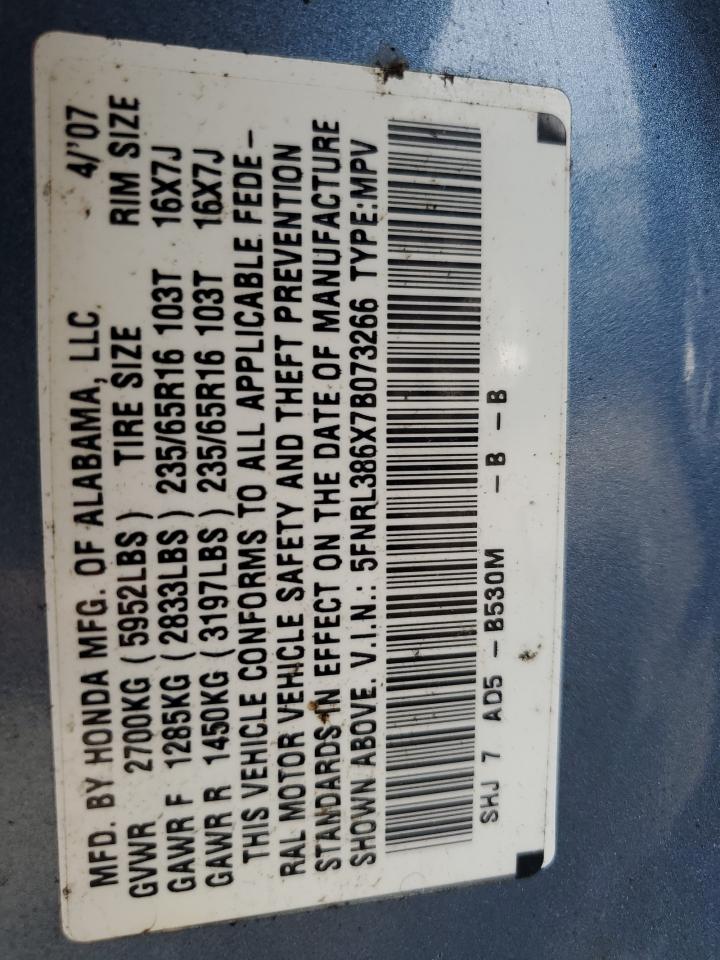 MFD. BY HONDA MFG. OF ALABAMA, LLC. 4/'07
GVWR 2700KG (5952LBS) TIRE SIZE RIM SIZE
GAWR F 1285KG (2833LBS) 235/65R16 103T 16X7J
GAWR R 1450KG (3197LBS) 235/65R16 103T 16X7J
THIS VEHICLE CONFORMS TO ALL APPLICABLE FEDE-
RAL MOTOR VEHICLE SAFETY AND THEFT PREVENTION
STANDARDS IN EFFECT ON THE DATE OF MANUFACTURE
SHOWN ABOVE. V.I.N.: 5FNRL386X7B073266 TYPE:MPV
SHJ 7 AD5 - B530M - B - B